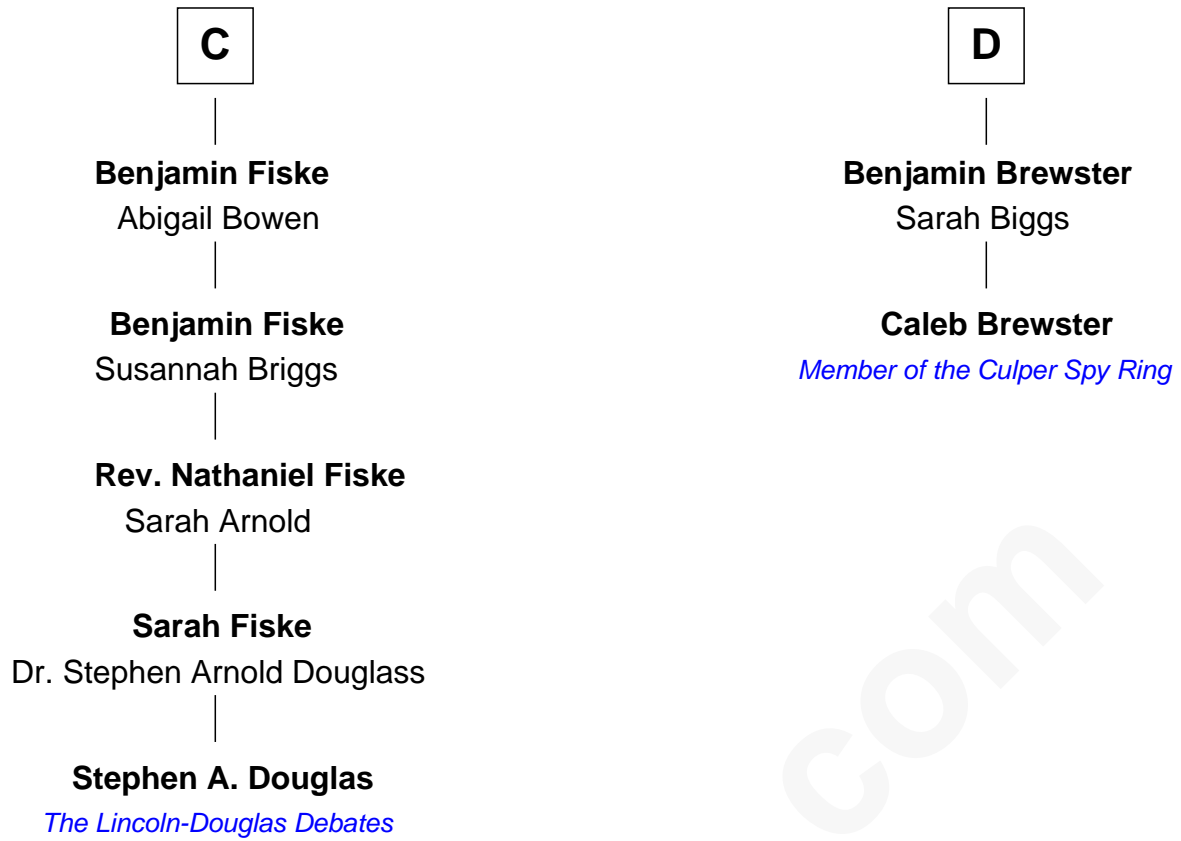 C
Benjamin Fiske
Abigail Bowen
Benjamin Fiske
Susannah Briggs
Rev. Nathaniel Fiske
Sarah Arnold
Sarah Fiske
Dr. Stephen Arnold Douglass
Stephen A. Douglas
The Lincoln-Douglas Debates
D
Benjamin Brewster
Sarah Biggs
Caleb Brewster
Member of the Culper Spy Ring
com